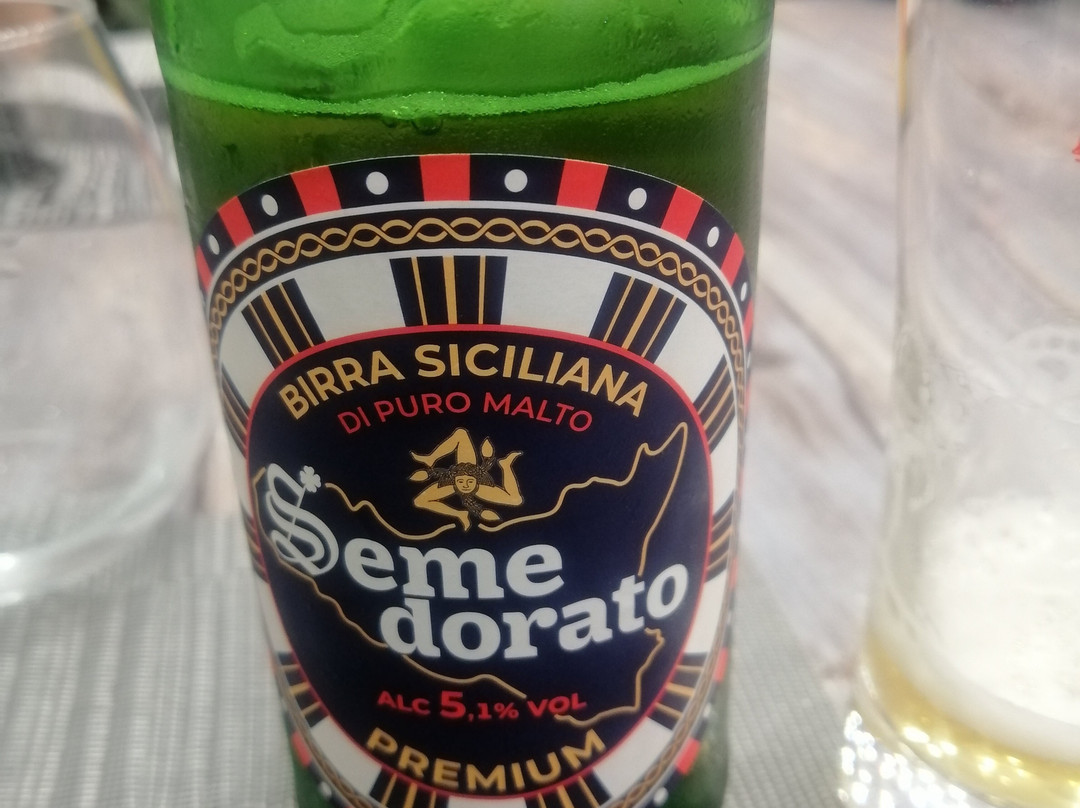 BIRRA SICILIANA
DI PURO MALTO
Seme
dorato
ALC 5,1% VOL
PREMIUM